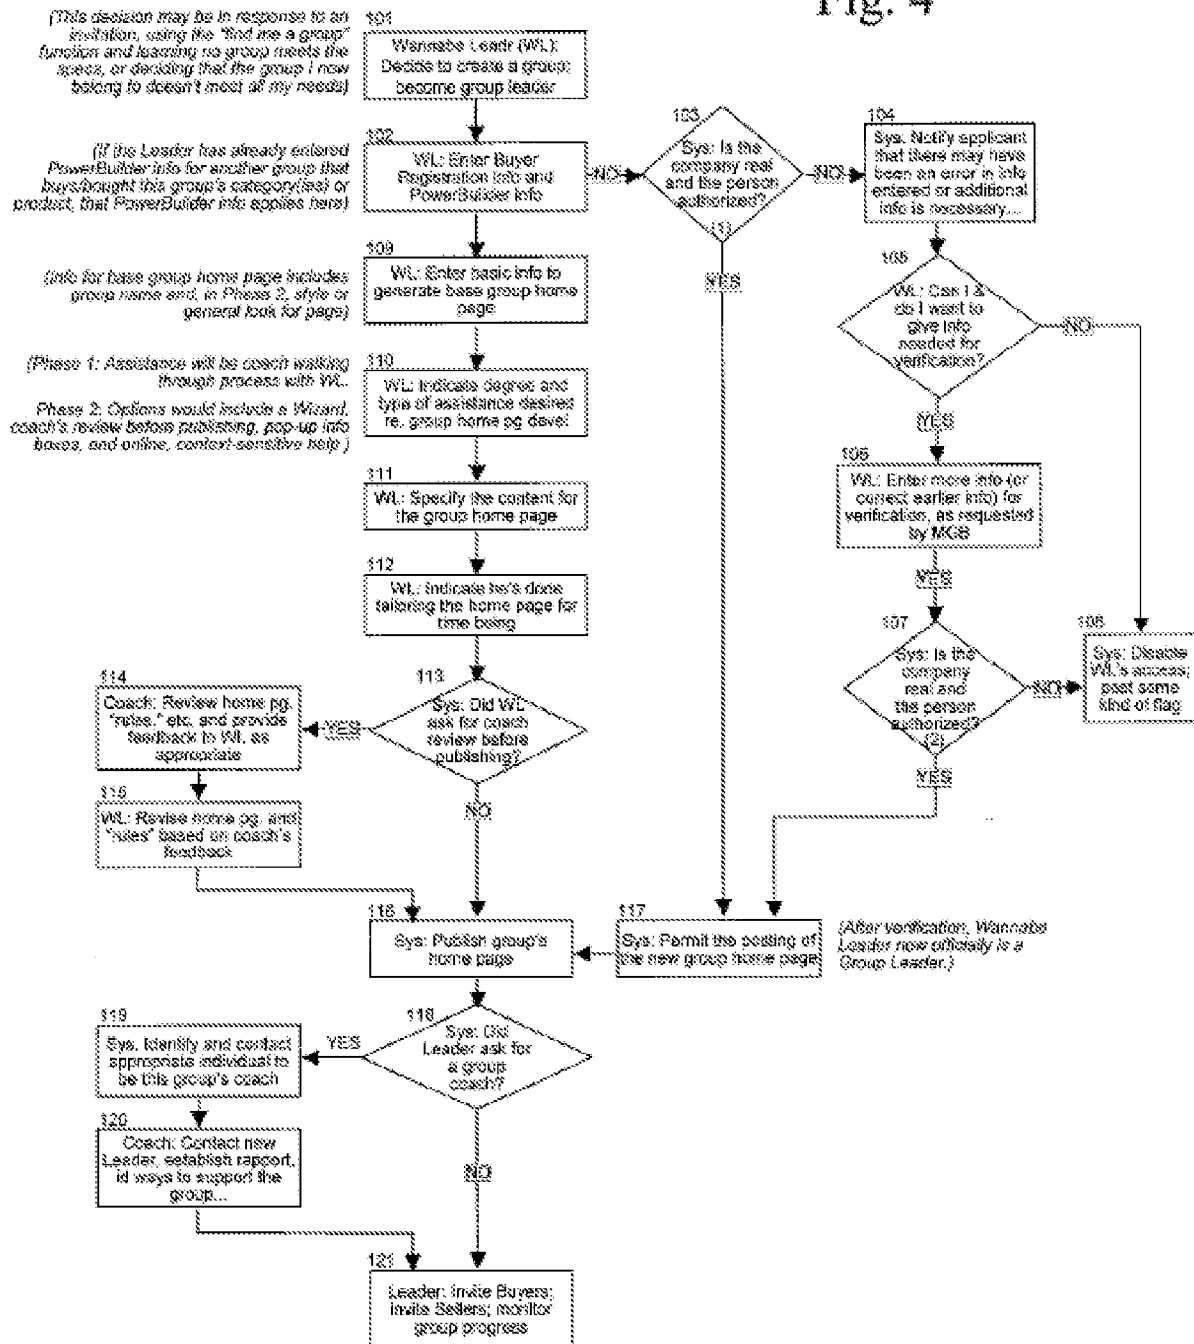 Fig. 4
(This decision may be in response to an
invitation, using the "find me a group"
function and learning no group meets the
specs, or deciding that the group I now
belong to doesn't meet all my needs)
101
Wannabe Leadr (WL):
Decide to create a group;
become group leader
(If the Leader has already entered
PowerBuilder info for another group that
buys/bought this group's category(ies) or
product, that PowerBuilder info applies here)
102
WL: Enter Buyer
Registration Info and
PowerBuilder Info
NO
103
Sys: Is the
company real
and the person
authorized?
(1)
NO
YES
104
Sys: Notify applicant
that there may have
been an error in info
entered or additional
info is necessary....
105
WL: Can I &
do I want to
give info
needed for
verification?
NO
YES
106
WL: Enter more info (or
correct earlier info) for
verification, as requested
by MGB
YES
107
Sys: Is the
company
real and
the person
authorized?
(2)
NO
YES
108
Sys: Disable
WL's access;
post some
kind of flag
(Info for base group home page includes
group name and, in Phase 2, style or
general look for page)
109
WL: Enter basic info to
generate base group home
page
(Phase 1: Assistance will be coach walking
through process with WL.
Phase 2: Options would include a Wizard,
coach's review before publishing, pop-up info
boxes, and online, context-sensitive help.)
110
WL: Indicate degree and
type of assistance desired
re. group home pg devel
111
WL: Specify the content for
the group home page
112
WL: Indicate he's done
tailoring the home page for
time being
113
Sys: Did WL
ask for coach
review before
publishing?
YES
NO
114
Coach: Review home pg.
"rules," etc. and provide
feedback to WL as
appropriate
115
WL: Revise home pg. and
"rules" based on coach's
feedback
116
Sys: Publish group's
home page
117
Sys: Permit the posting of
the new group home page
(After verification, Wannabe
Leader now officially is a
Group Leader.)
118
Sys: Did
Leader ask for
a group
coach?
YES
NO
119
Sys. Identify and contact
appropriate individual to
be this group's coach
120
Coach: Contact new
Leader, establish rapport,
id ways to support the
group...
121
Leader: Invite Buyers;
Invite Sellers; monitor
group progress